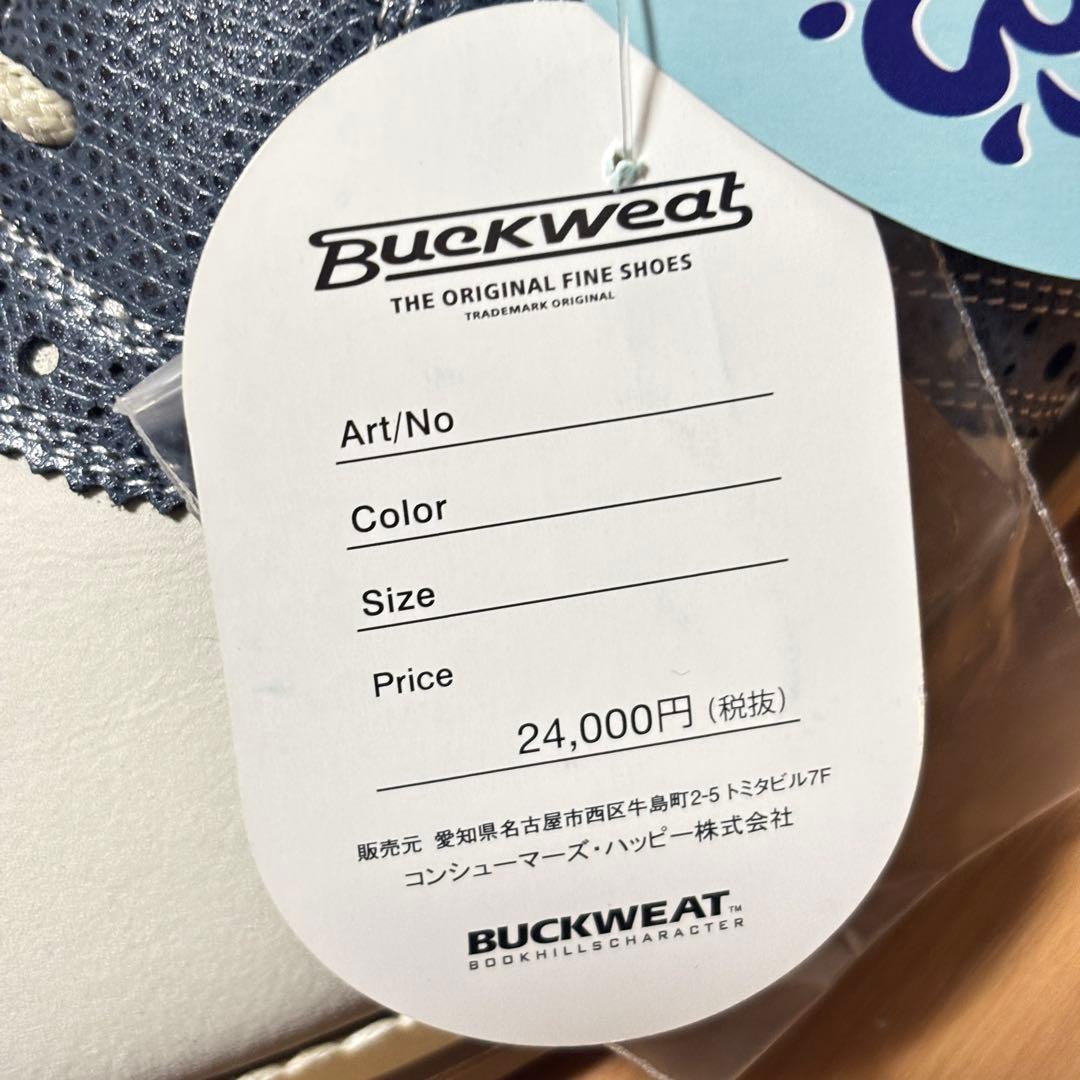 Buckweat
THE ORIGINAL FINE SHOES
TRADEMARK ORIGINAL
Art/No
Color
Size
Price
24,000円(税抜)
販売元 愛知県名古屋市西区牛島町2-5 トミタビル7F
コンシューマーズ・ハッピー株式会社
BUCKWEAT™
BOOKHILLSCHARACTER